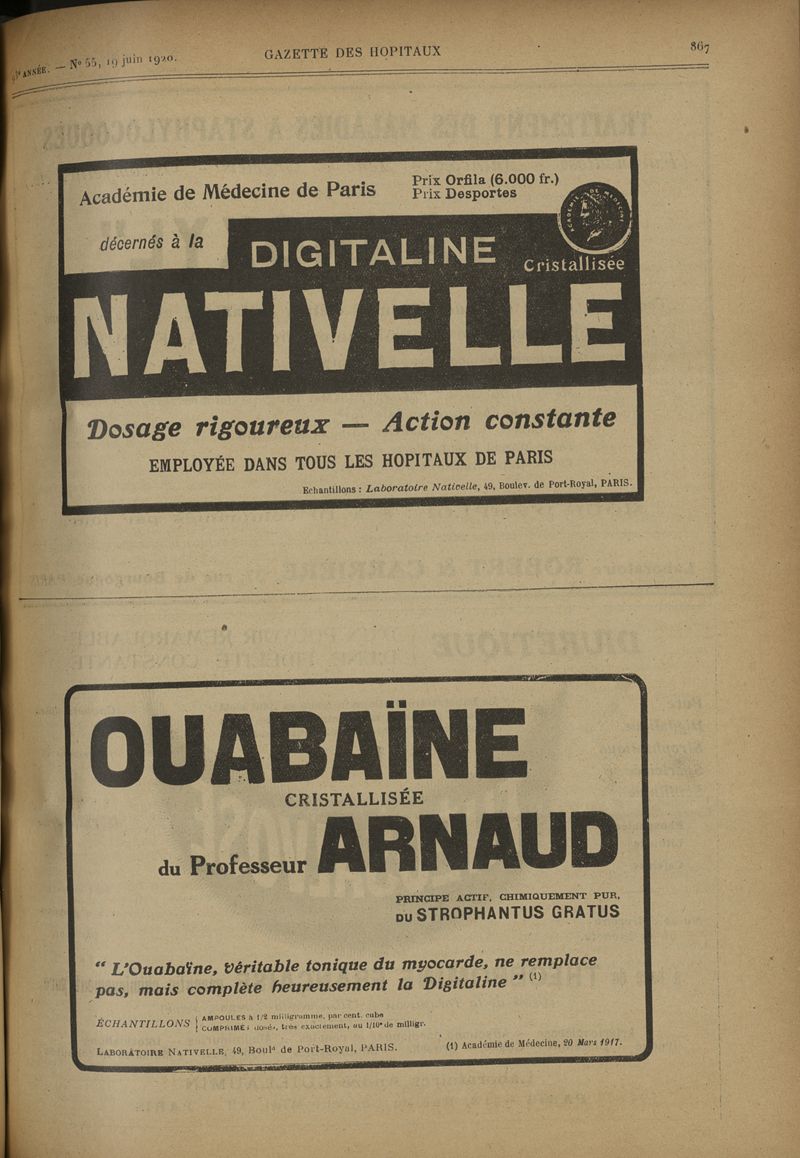 ANNÉE. — Nº 55, 19 juin 1920.
GAZETTE DES HOPITAUX
867
Académie de Médecine de Paris
Prix Orfila (6.000 fr.)
Prix Desportes
ACADÉMIE DE MÉDECINE
décernés à la
DIGITALINE
Cristallisée
NATIVELLE
Dosage rigoureux — Action constante
EMPLOYÉE DANS TOUS LES HOPITAUX DE PARIS
Echantillons : Laboratoire Nativelle, 49, Boulev. de Port-Royal, PARIS.
OUABAÏNE
CRISTALLISÉE
du Professeur ARNAUD
PRINCIPE ACTIF, CHIMIQUEMENT PUR,
DU STROPHANTUS GRATUS
“ L'Ouabaïne, véritable tonique du myocarde, ne remplace
pas, mais complète heureusement la Digitaline ” (1)
ÉCHANTILLONS
AMPOULES à 1/2 milligramme, par cent. cube
COMPRIMÉS dosés, très exactement, au 1/10e de milligr.
LABORATOIRE NATIVELLE, 49, Bould de Port-Royal, PARIS.
(1) Académie de Médecine, 20 Mars 1917.